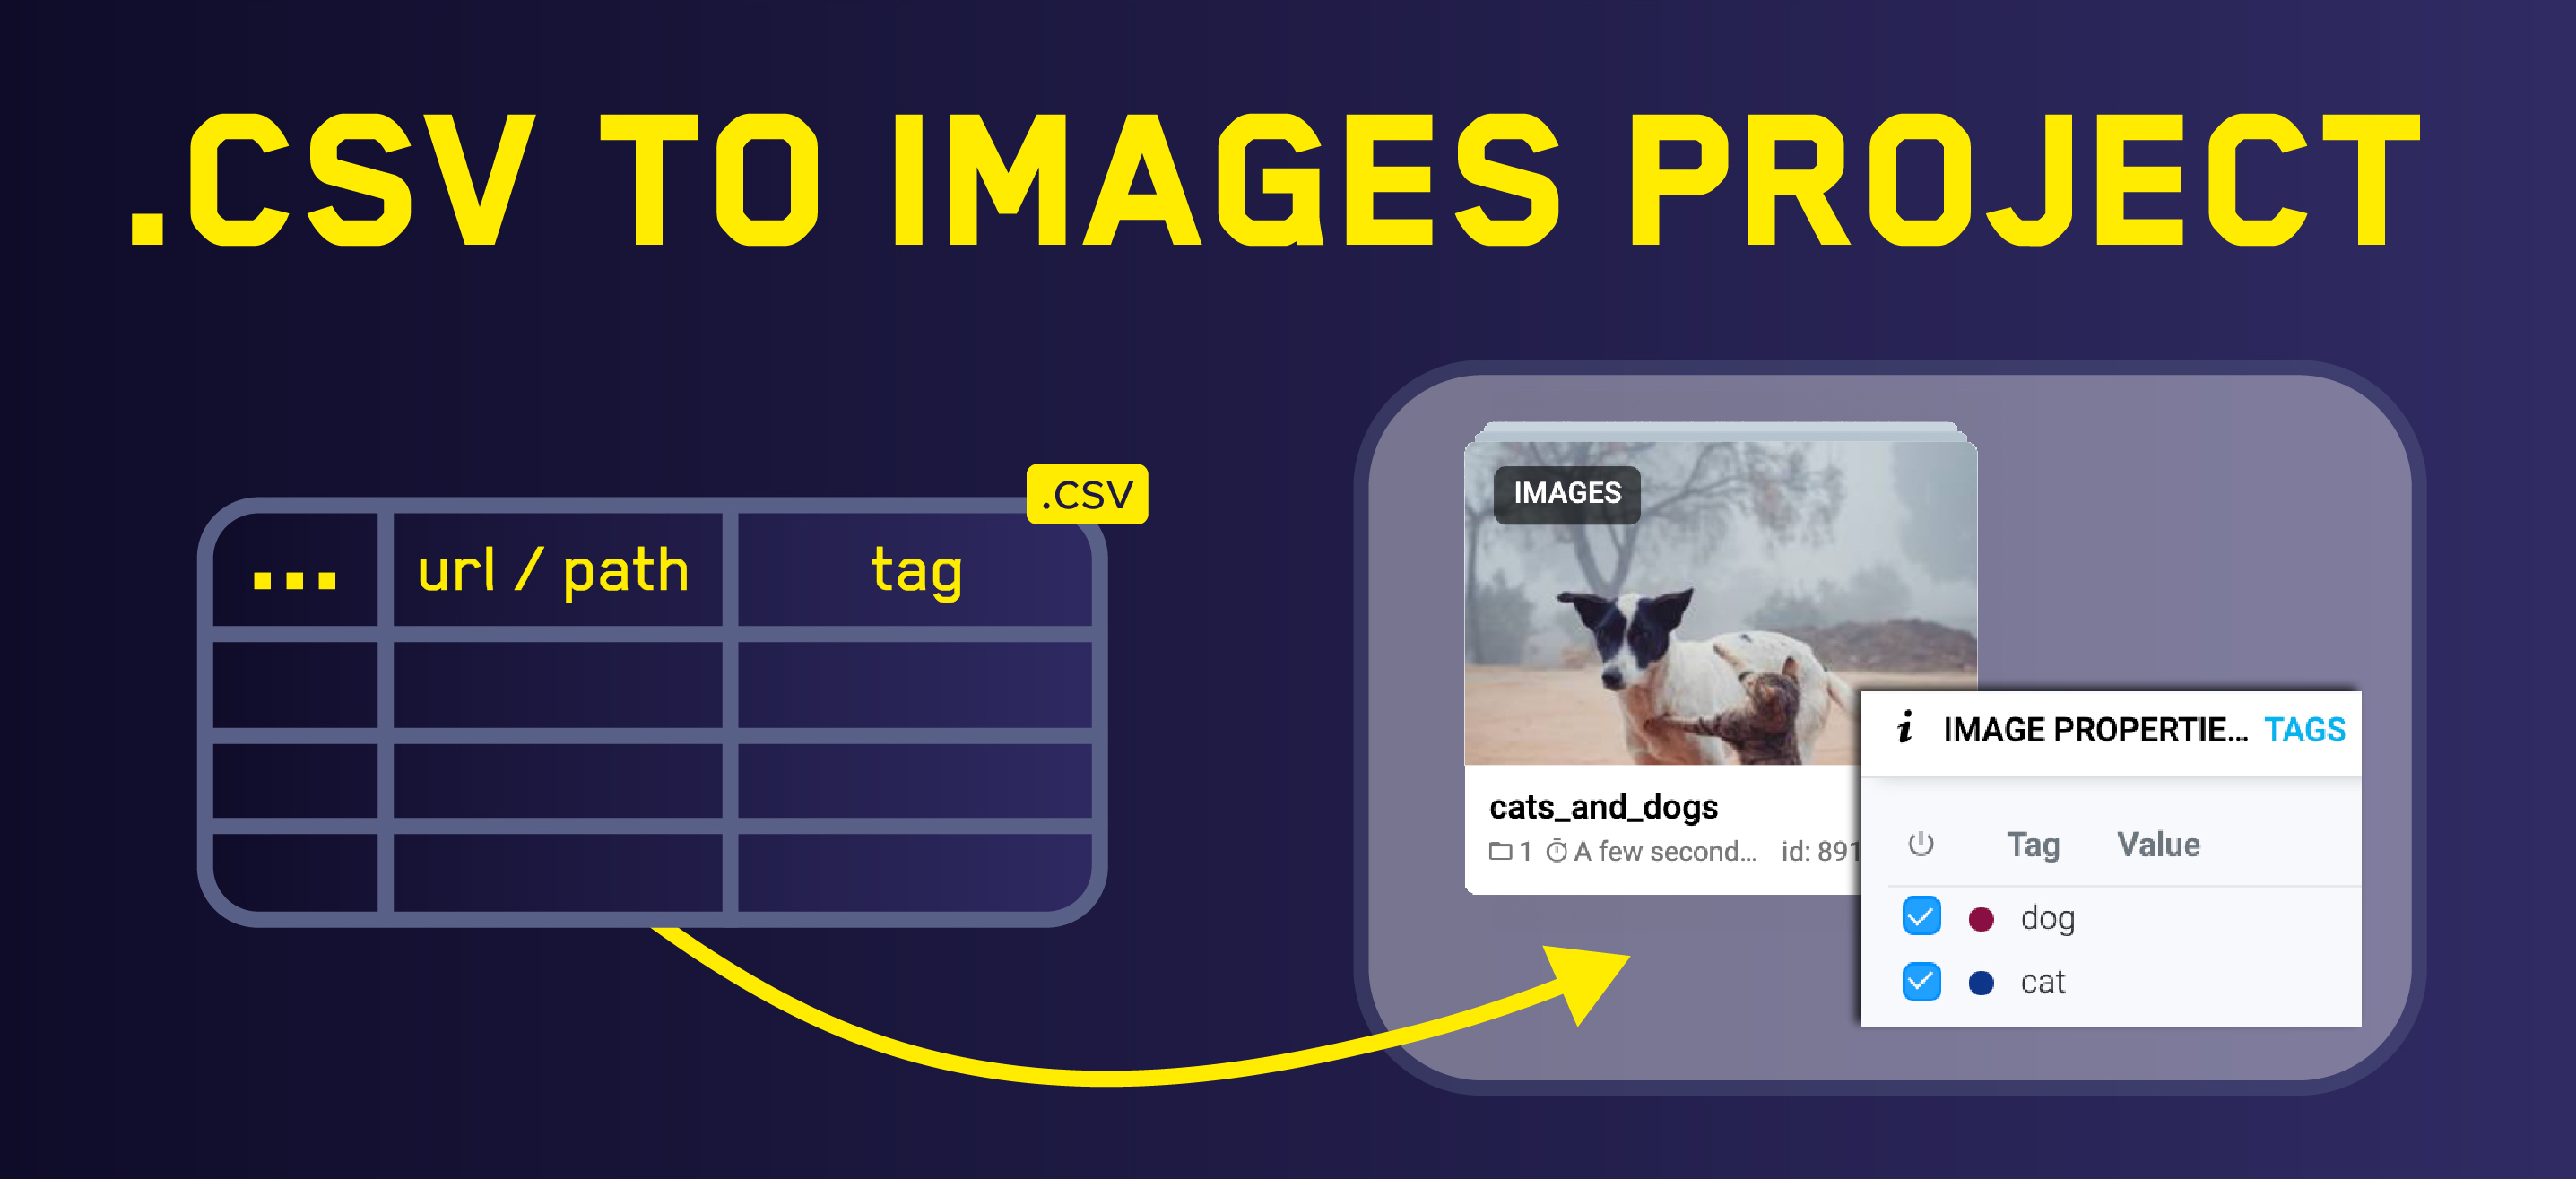 .CSV TO IMAGES PROJECT
.CSV
... url / path tag
IMAGES
cats_and_dogs
1 A few second... id: 891
i IMAGE PROPERTIE... TAGS
Tag Value
dog
cat